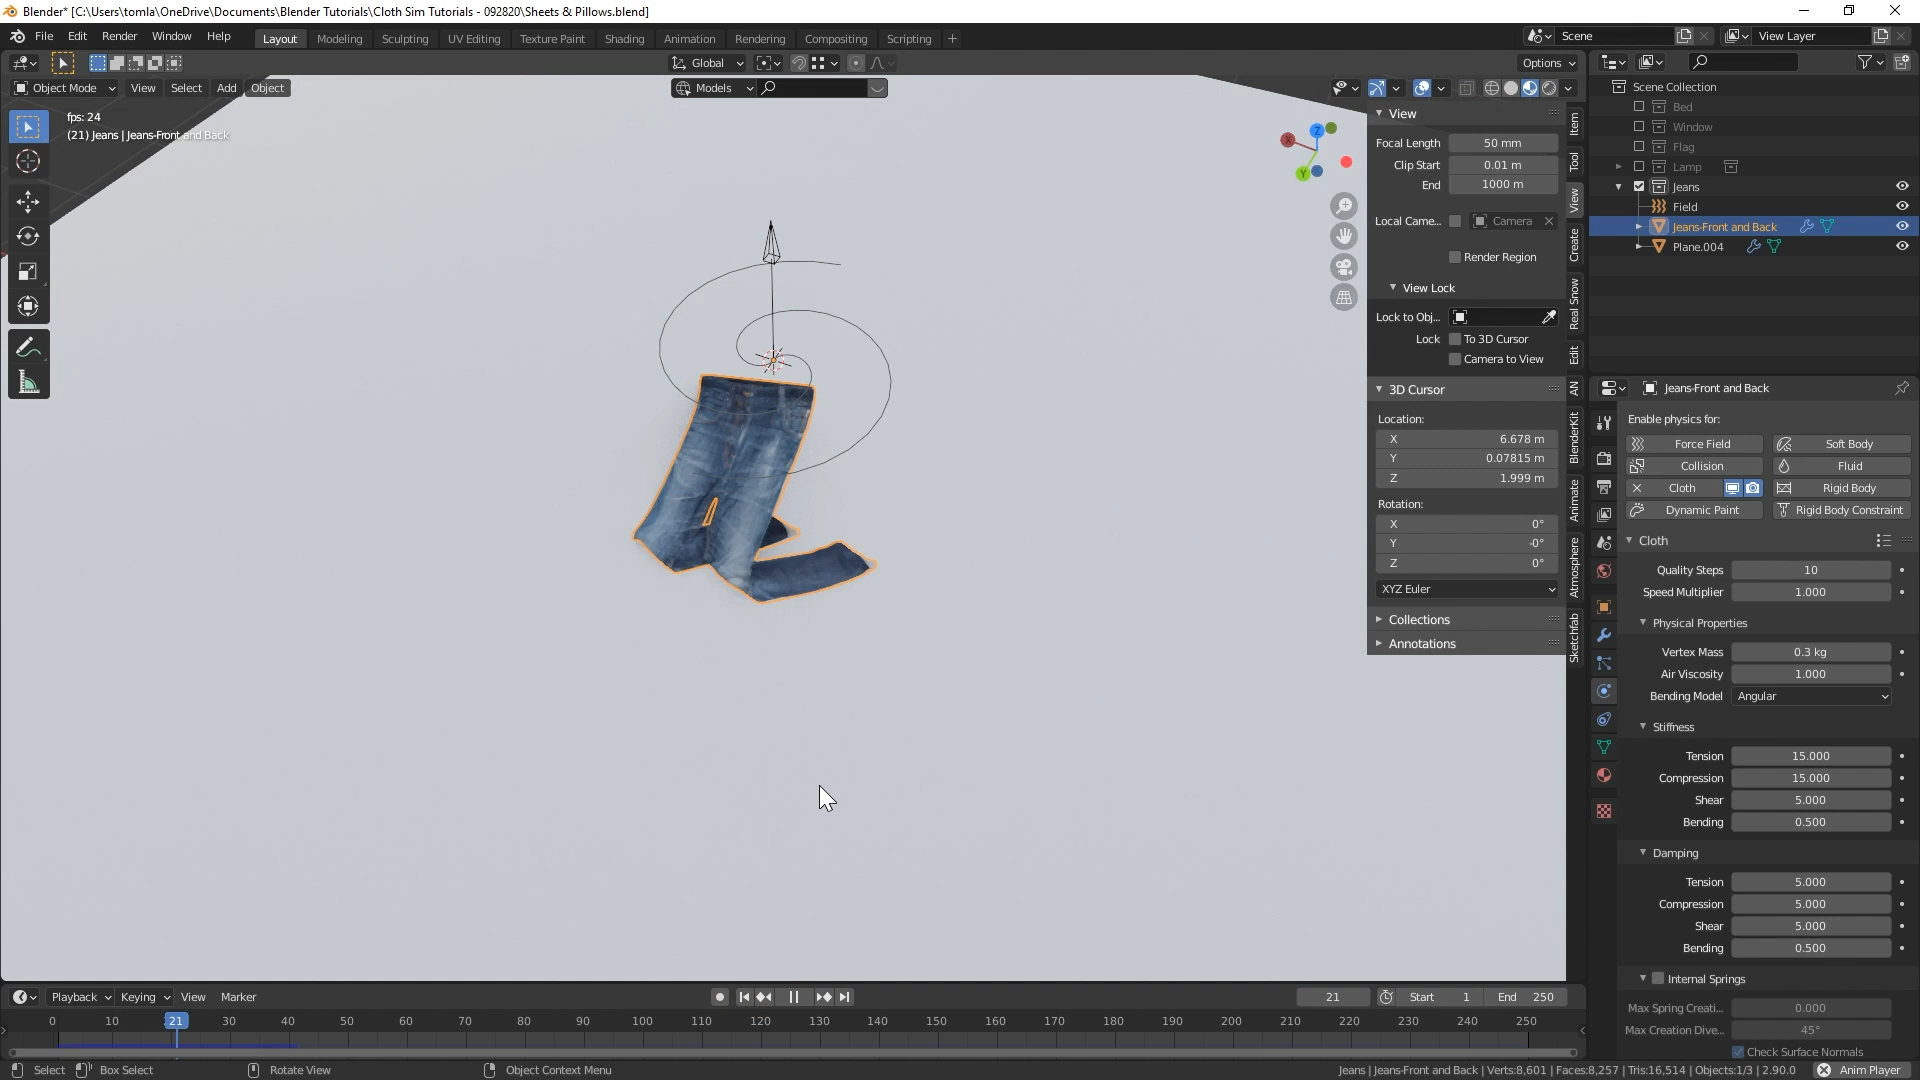 Blender* [C:\Users\tomla\OneDrive\Documents\Blender Tutorials\Cloth Sim Tutorials - 092820\Sheets & Pillows.blend]
File Edit Render Window Help Layout Modeling Sculpting UV Editing Texture Paint Shading Animation Rendering Compositing Scripting + Scene View Layer
Global Options
Object Mode View Select Add Object Models
fps: 24
(21) Jeans | Jeans-Front and Back
X
Y
Z
View
Focal Length 50 mm
Clip Start 0.01 m
End 1000 m
Local Came... Camera
Render Region
View Lock
Lock to Obj...
Lock To 3D Cursor
Camera to View
3D Cursor
Location:
X 6.678 m
Y 0.07815 m
Z 1.999 m
Rotation:
X 0°
Y -0°
Z 0°
XYZ Euler
Collections
Annotations
Item
Tool
View
Create
Real Snow
Edit
AN
BlenderKit
Animate
Atmosphere
Sketchfab
Scene Collection
Bed
Window
Flag
Lamp
Jeans
Field
Jeans-Front and Back
Plane.004
Jeans-Front and Back
Enable physics for:
Force Field Soft Body
Collision Fluid
Cloth Rigid Body
Dynamic Paint Rigid Body Constraint
Cloth
Quality Steps 10
Speed Multiplier 1.000
Physical Properties
Vertex Mass 0.3 kg
Air Viscosity 1.000
Bending Model Angular
Stiffness
Tension 15.000
Compression 15.000
Shear 5.000
Bending 0.500
Damping
Tension 5.000
Compression 5.000
Shear 5.000
Bending 0.500
Internal Springs
Max Spring Creati... 0.000
Max Creation Dive... 45°
Check Surface Normals
Playback Keying View Marker 21 Start 1 End 250
0 10 21 30 40 50 60 70 80 90 100 110 120 130 140 150 160 170 180 190 200 210 220 230 240 250
Select Box Select Rotate View Object Context Menu Jeans | Jeans-Front and Back | Verts:8,601 | Faces:8,257 | Tris:16,514 | Objects:1/3 | 2.90.0 Anim Player